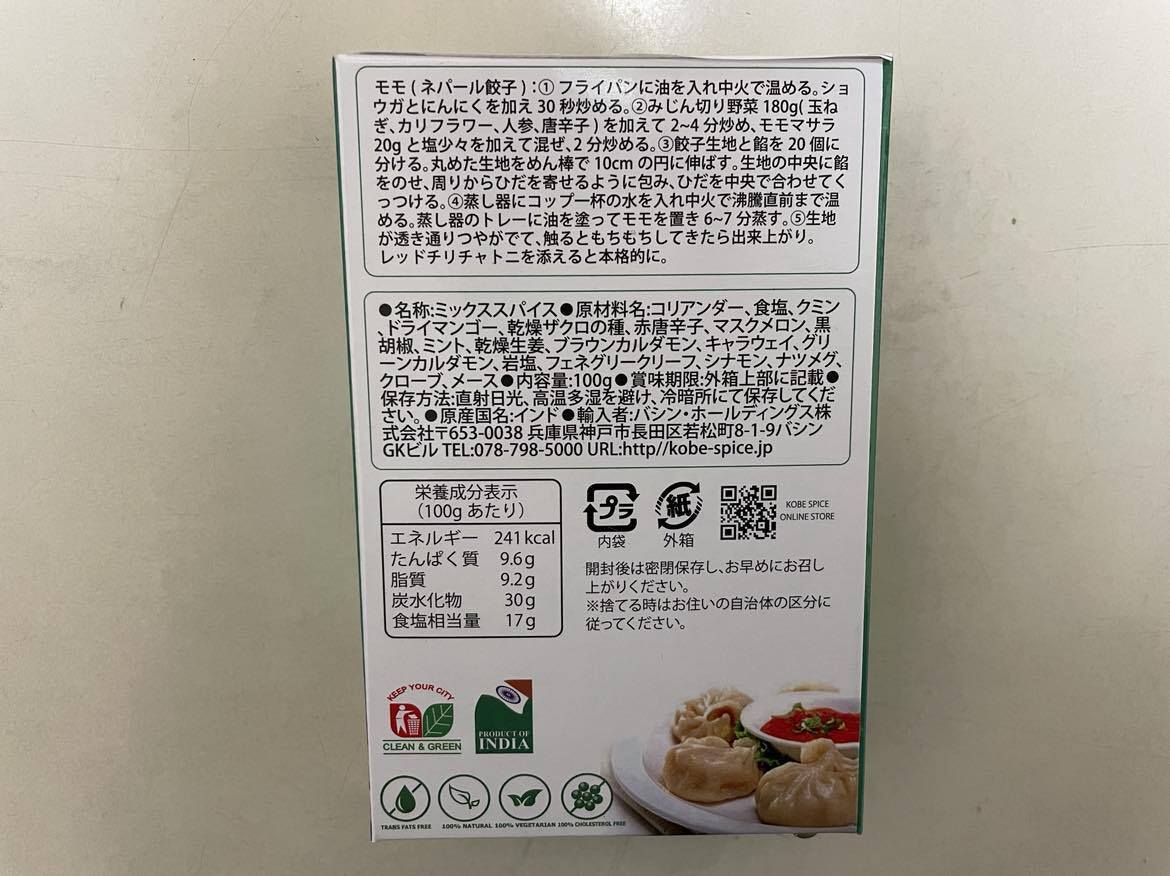 モモ ( ネパール餃子 ) :① フライパンに油を入れ中火で温める。ショ
ウガとにんにくを加え 30 秒炒める。②みじん切り野菜 180g( 玉ね
ぎ、カリフラワー、人参、唐辛子 ) を加えて 2~4 分炒め、モモマサラ
20g と塩少々を加えて混ぜ、2 分炒める。③餃子生地と餡を 20 個に
分ける。丸めた生地をめん棒で 10cm の円に伸ばす。生地の中央に餡
をのせ、周りからひだを寄せるように包み、ひだを中央で合わせてく
っつける。④蒸し器にコップ一杯の水を入れ中火で沸騰直前まで温
める。蒸し器のトレーに油を塗ってモモを置き 6~7 分蒸す。⑤生地
が透き通りつやがでて、触るともちもちしてきたら出来上がり。
レッドチリチャトニを添えると本格的に。
●名称:ミックススパイス●原材料名:コリアンダー、食塩、クミン
、ドライマンゴー、乾燥ザクロの種、赤唐辛子、マスクメロン、黒
胡椒、ミント、乾燥生姜、ブラウンカルダモン、キャラウェイ、グリ
ーンカルダモン、岩塩、フェネグリークリーフ、シナモン、ナツメグ、
クローブ、メース●内容量:100g●賞味期限:外箱上部に記載●
保存方法:直射日光、高温多湿を避け、冷暗所にて保存してくだ
さい。●原産国名:インド●輸入者:バシン・ホールディングス株
式会社〒653-0038 兵庫県神戸市長田区若松町8-1-9バシン
GKビル TEL:078-798-5000 URL:http//kobe-spice.jp
栄養成分表示
(100g あたり)
エネルギー 241 kcal
たんぱく質 9.6g
脂質 9.2g
炭水化物 30g
食塩相当量 17g
プラ
内袋
紙
外箱
KOBE SPICE
ONLINE STORE
開封後は密閉保存し、お早めにお召し
上がりください。
※捨てる時はお住いの自治体の区分に
従ってください。
KEEP YOUR CITY
CLEAN & GREEN
PRODUCT OF
INDIA
TRANS FATS FREE
100% NATURAL
100% VEGETARIAN
100% CHOLESTEROL FREE